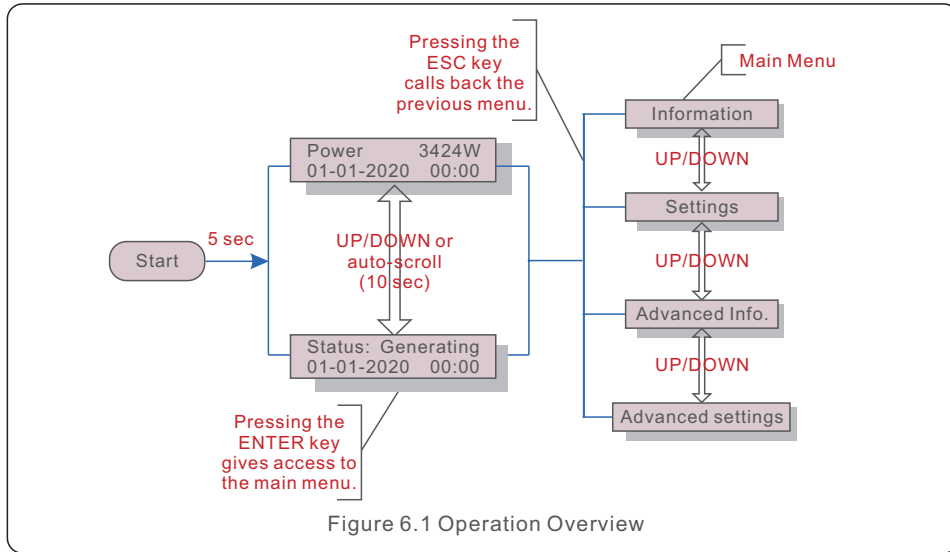 Pressing the
ESC key
calls back the
previous menu.
Main Menu
Information
UP/DOWN
Settings
UP/DOWN
Advanced Info.
UP/DOWN
Advanced settings
Power 3424W
01-01-2020 00:00
5 sec
Start
UP/DOWN or
auto-scroll
(10 sec)
Status: Generating
01-01-2020 00:00
Pressing the
ENTER key
gives access to
the main menu.
Figure 6.1 Operation Overview